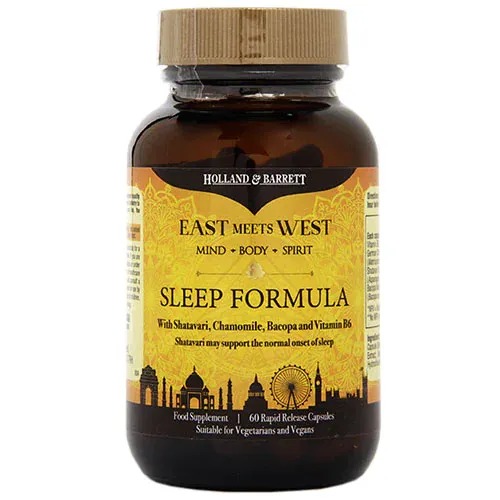 HOLLAND & BARRETT
EAST MEETS WEST
MIND + BODY + SPIRIT
SLEEP FORMULA
With Shatavari, Chamomile, Bacopa and Vitamin B6
Shatavari may support the normal onset of sleep
Food Supplement | 60 Rapid Release Capsules
Suitable for Vegetarians and Vegans